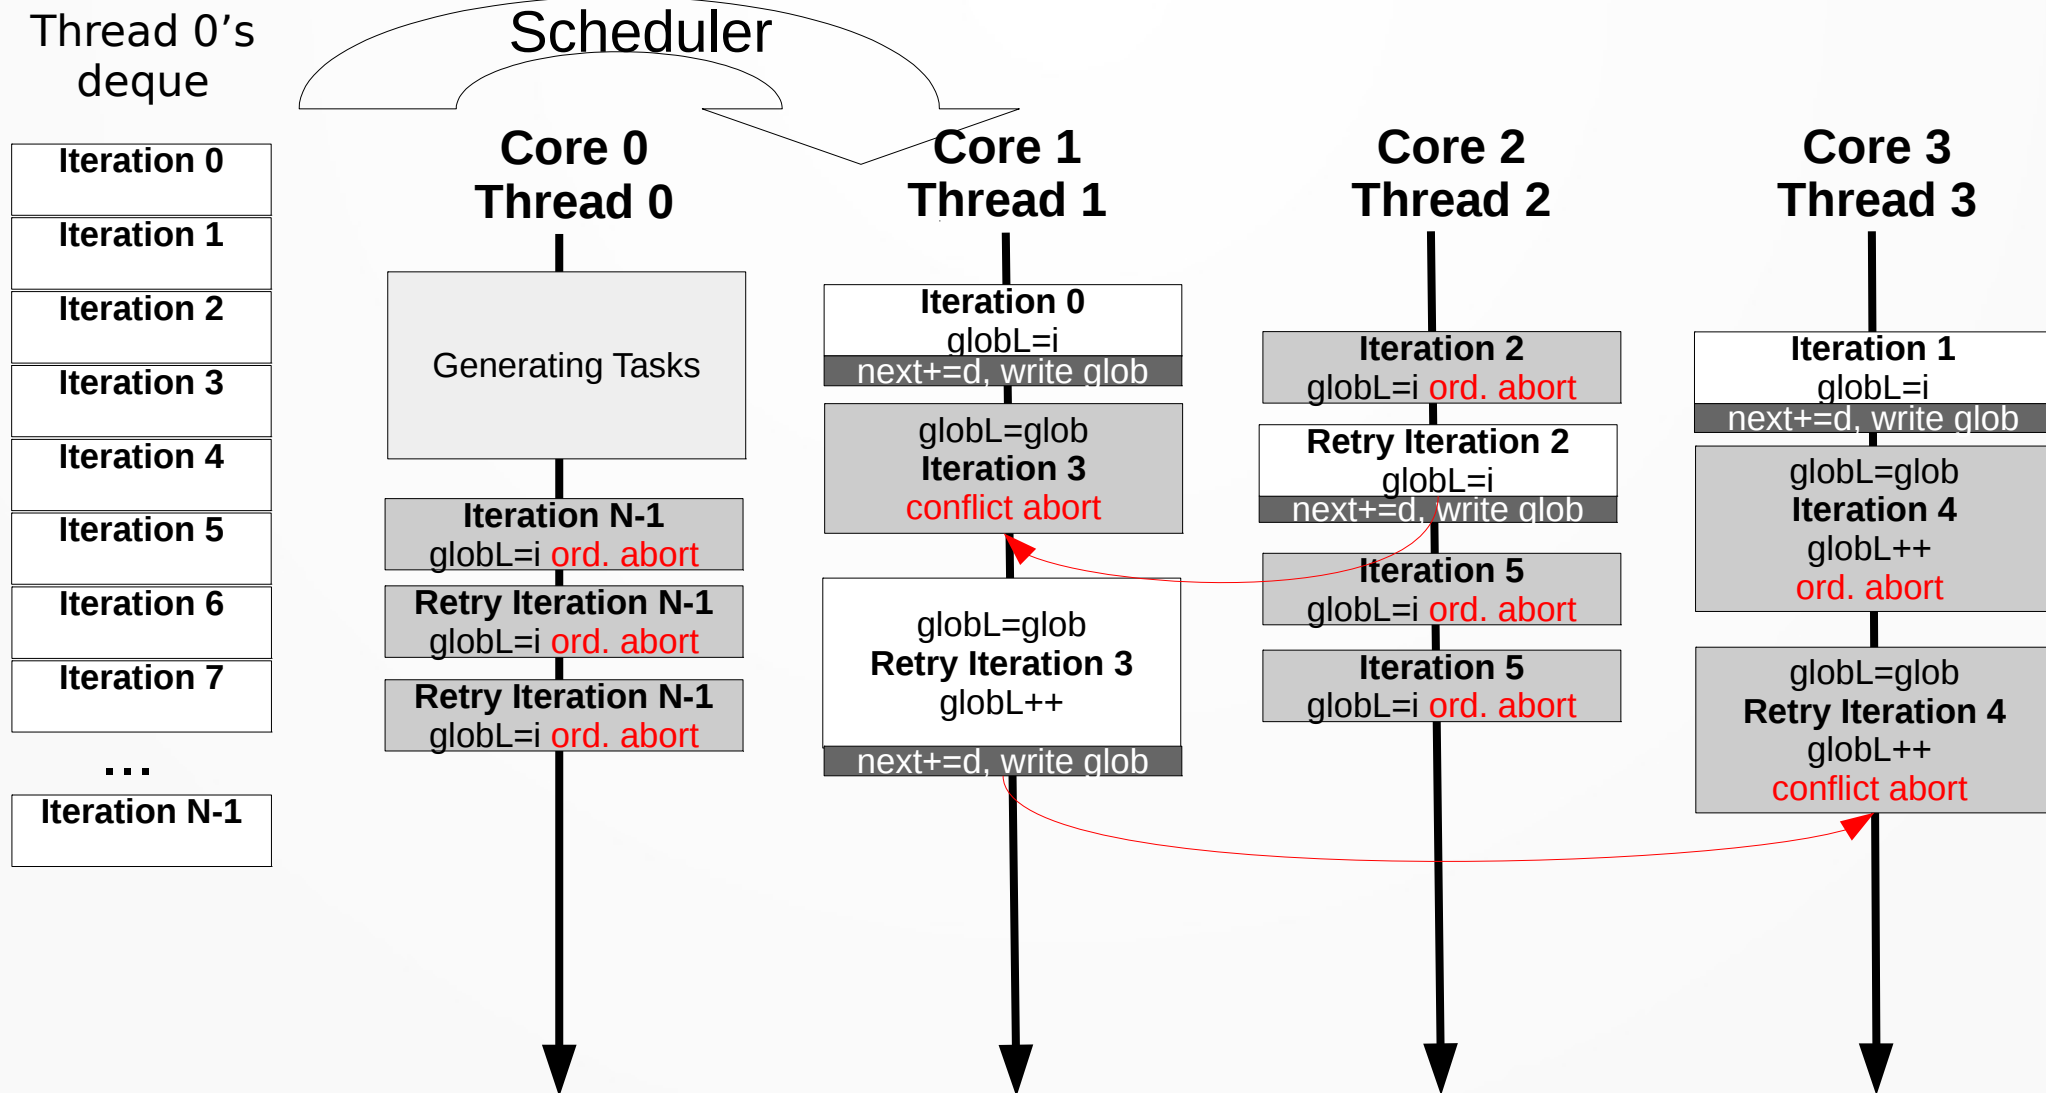 Thread 0’s
deque
Scheduler
Iteration 0
Iteration 1
Iteration 2
Iteration 3
Iteration 4
Iteration 5
Iteration 6
Iteration 7
...
Iteration N-1
Core 0
Thread 0
Generating Tasks
Iteration N-1
globL=i ord. abort
Retry Iteration N-1
globL=i ord. abort
Retry Iteration N-1
globL=i ord. abort
Core 1
Thread 1
Iteration 0
globL=i
next+=d, write glob
globL=glob
Iteration 3
conflict abort
globL=glob
Retry Iteration 3
globL++
next+=d, write glob
Core 2
Thread 2
Iteration 2
globL=i ord. abort
Retry Iteration 2
globL=i
next+=d, write glob
Iteration 5
globL=i ord. abort
Iteration 5
globL=i ord. abort
Core 3
Thread 3
Iteration 1
globL=i
next+=d, write glob
globL=glob
Iteration 4
globL++
ord. abort
globL=glob
Retry Iteration 4
globL++
conflict abort